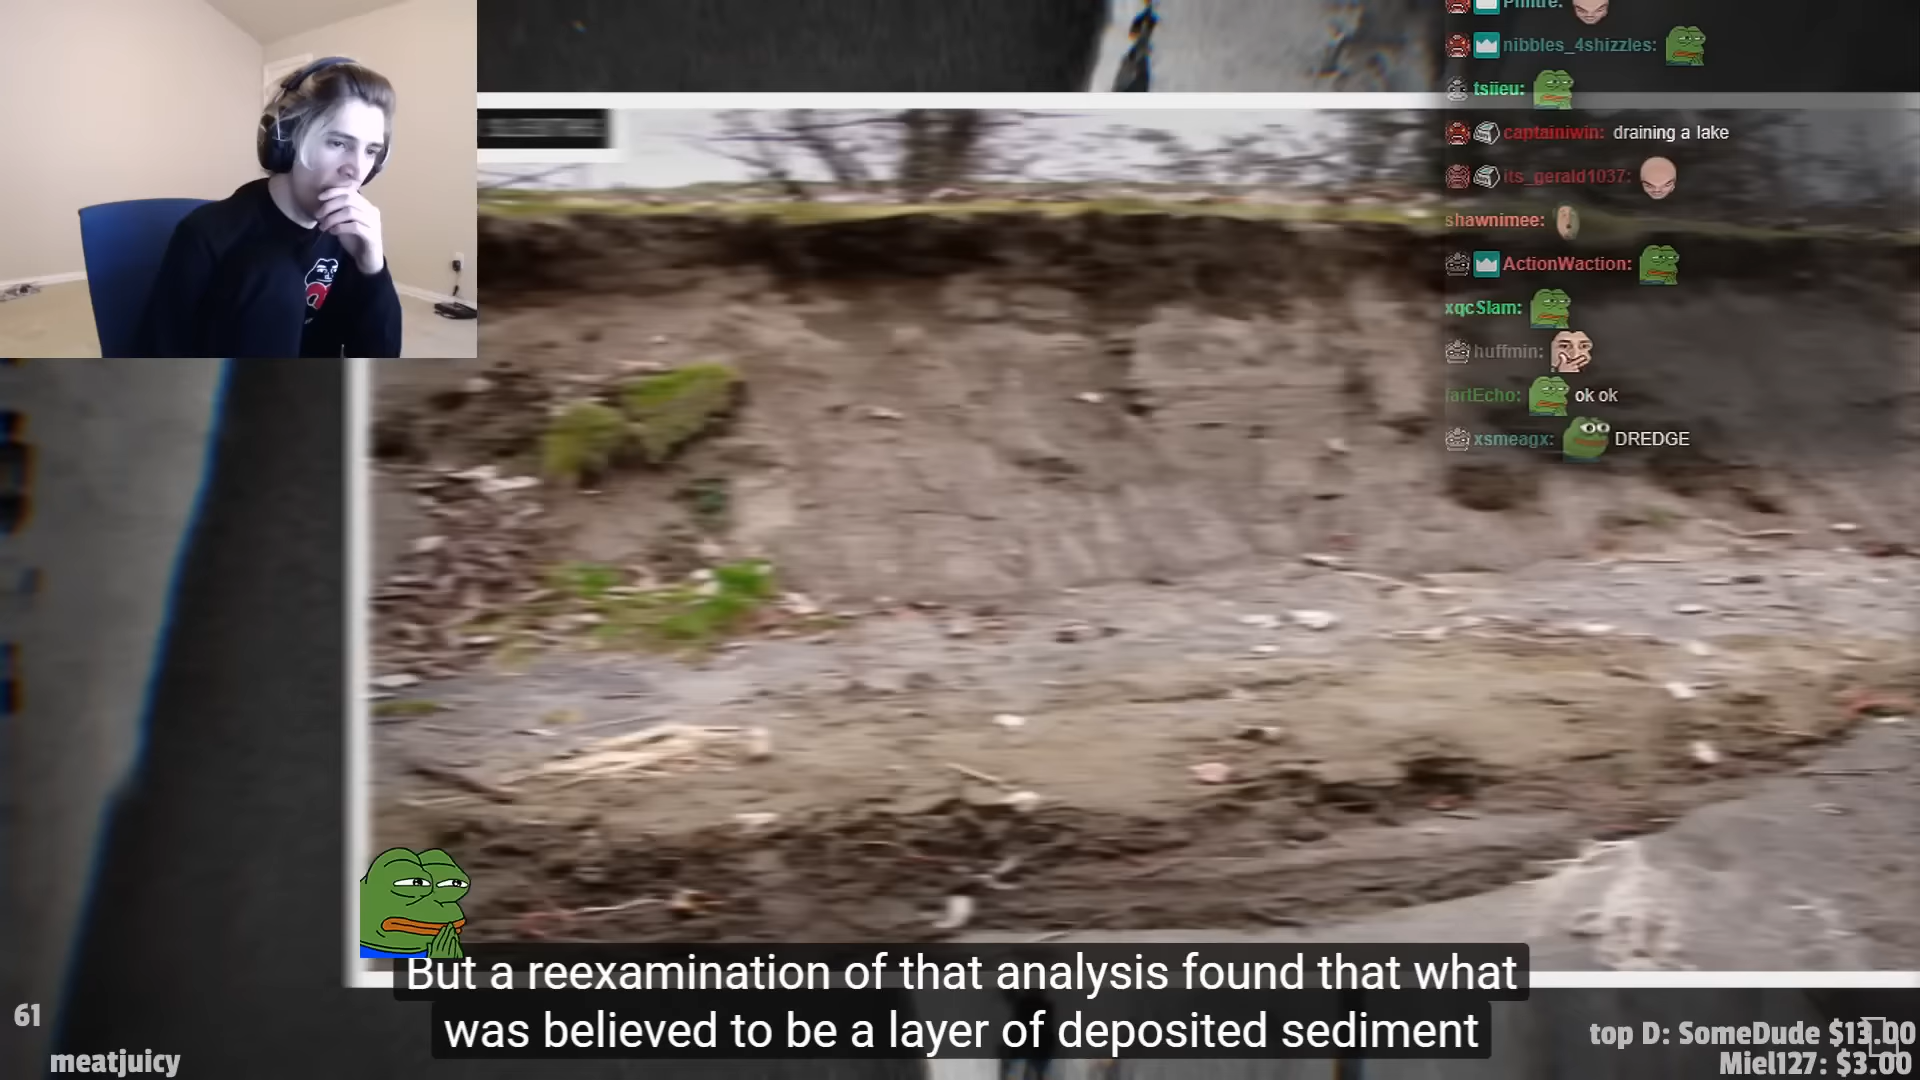 Philtre:
nibbles_4shizzles:
tsiieu:
captainiwin: draining a lake
its_gerald1037:
shawnimee:
ActionWaction:
xqcSlam:
huffmin:
fartEcho: ok ok
xsmeagx: DREDGE
But a reexamination of that analysis found that what
was believed to be a layer of deposited sediment
61
meatjuicy
top D: SomeDude $13.00
Miel127: $3.00